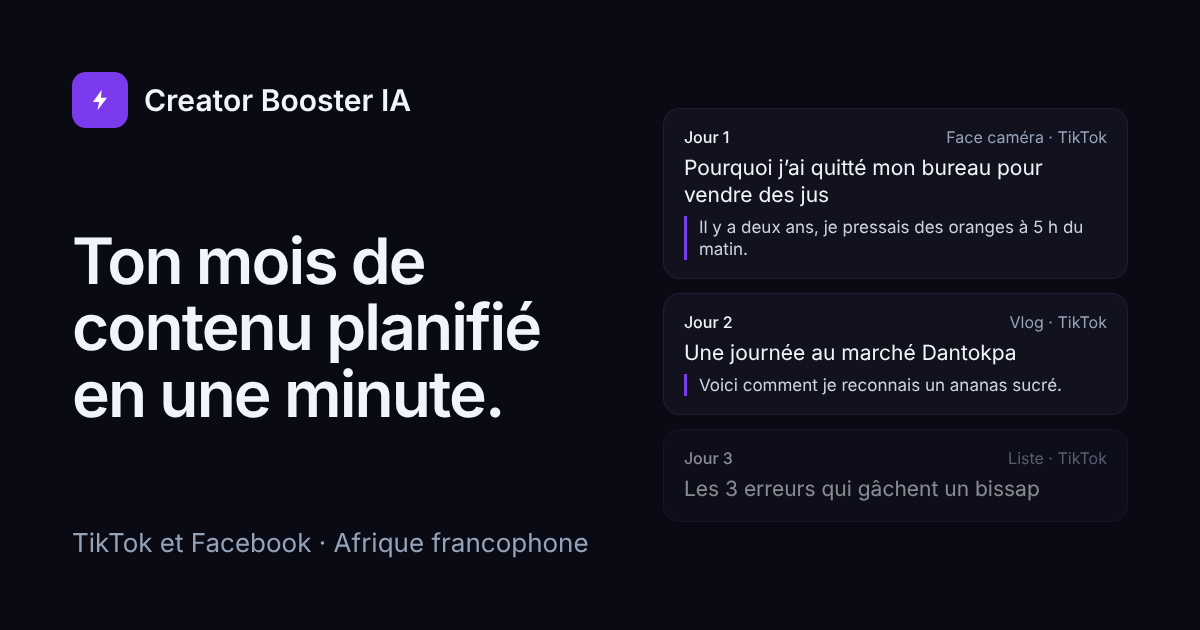 Creator Booster IA
Ton mois de
contenu planifié
en une minute.
TikTok et Facebook · Afrique francophone
Jour 1
Face caméra · TikTok
Pourquoi j’ai quitté mon bureau pour
vendre des jus
Il y a deux ans, je pressais des oranges à 5 h du
matin.
Jour 2
Vlog · TikTok
Une journée au marché Dantokpa
Voici comment je reconnais un ananas sucré.
Jour 3
Liste · TikTok
Les 3 erreurs qui gâchent un bissap